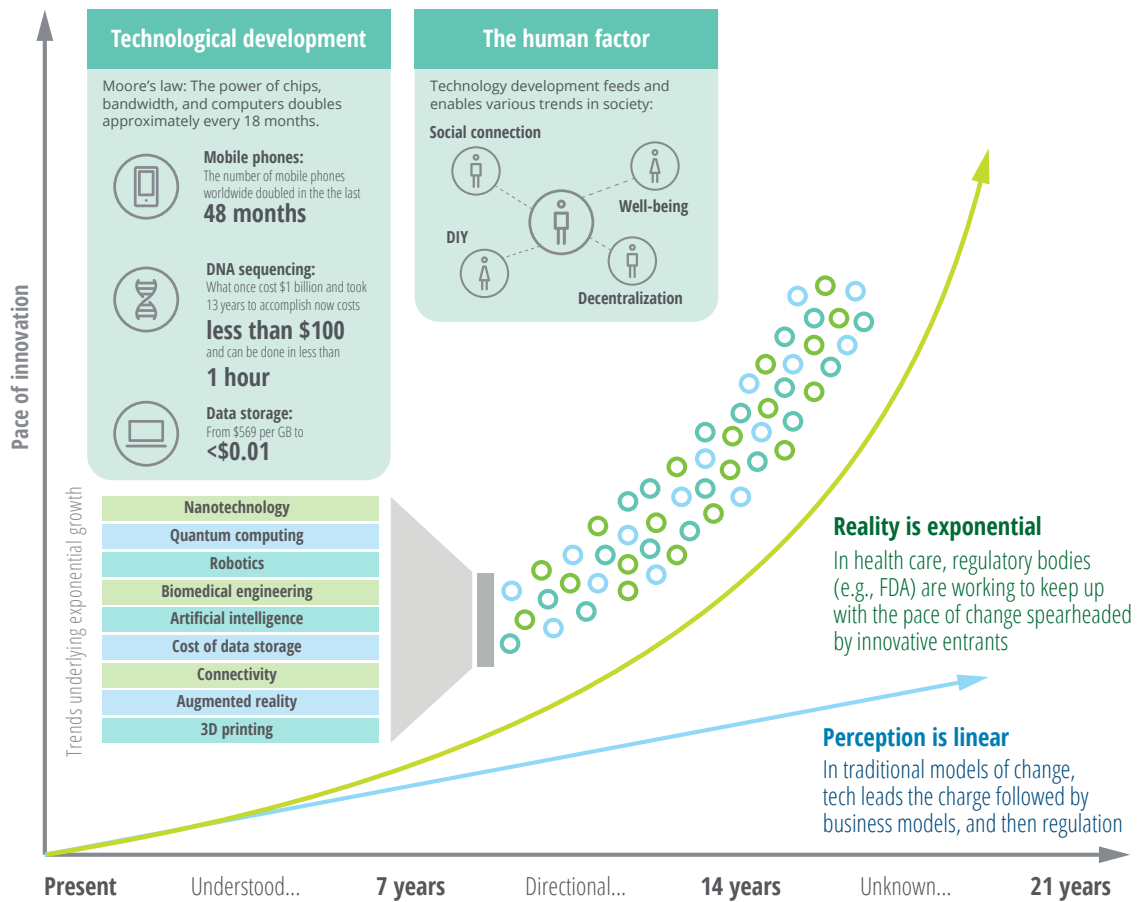 Pace of innovation
Technological development
Moore’s law: The power of chips,
bandwidth, and computers doubles
approximately every 18 months.
Mobile phones:
The number of mobile phones
worldwide doubled in the the last
48 months
DNA sequencing:
What once cost $1 billion and took
13 years to accomplish now costs
less than $100
and can be done in less than
1 hour
Data storage:
From $569 per GB to
<$0.01
The human factor
Technology development feeds and
enables various trends in society:
Social connection
Well-being
DIY
Decentralization
Trends underlying exponential growth
Nanotechnology
Quantum computing
Robotics
Biomedical engineering
Artificial intelligence
Cost of data storage
Connectivity
Augmented reality
3D printing
Reality is exponential
In health care, regulatory bodies
(e.g., FDA) are working to keep up
with the pace of change spearheaded
by innovative entrants
Perception is linear
In traditional models of change,
tech leads the charge followed by
business models, and then regulation
Present Understood... 7 years Directional... 14 years Unknown... 21 years